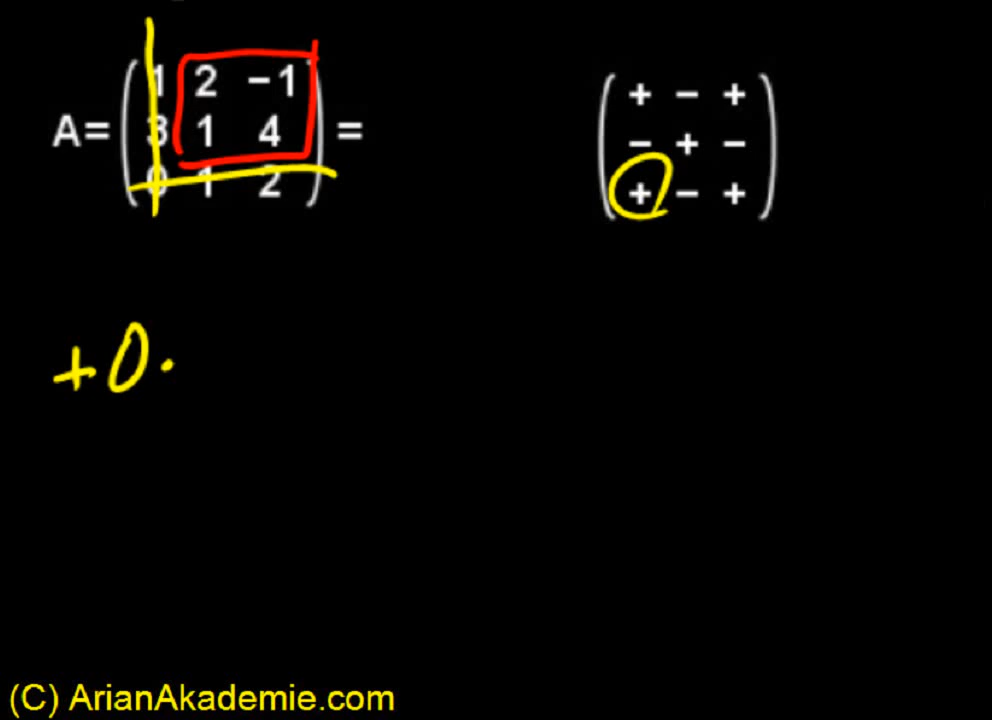 1 2 -1
+ - +
A= 3 1 4 =
- + -
0 1 2
+ - +
+0·
(C) ArianAkademie.com